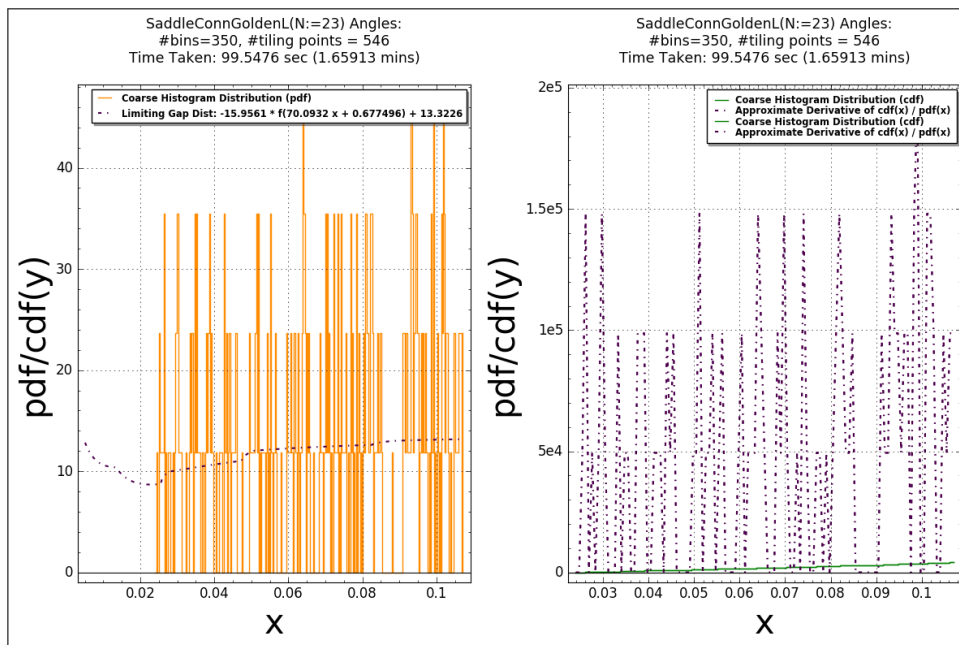 SaddleConnGoldenL(N:=23) Angles:
#bins=350, #tiling points = 546
Time Taken: 99.5476 sec (1.65913 mins)
Coarse Histogram Distribution (pdf)
Limiting Gap Dist: -15.9561 * f(70.0932 x + 0.677496) + 13.3226
40
30
20
10
0
0.02
0.04
0.06
0.08
0.1
pdf/cdf(y)
x
SaddleConnGoldenL(N:=23) Angles:
#bins=350, #tiling points = 546
Time Taken: 99.5476 sec (1.65913 mins)
Coarse Histogram Distribution (cdf)
Approximate Derivative of cdf(x) / pdf(x)
Coarse Histogram Distribution (cdf)
Approximate Derivative of cdf(x) / pdf(x)
2e5
1.5e5
1e5
5e4
0
0.03
0.04
0.05
0.06
0.07
0.08
0.09
0.1
pdf/cdf(y)
x